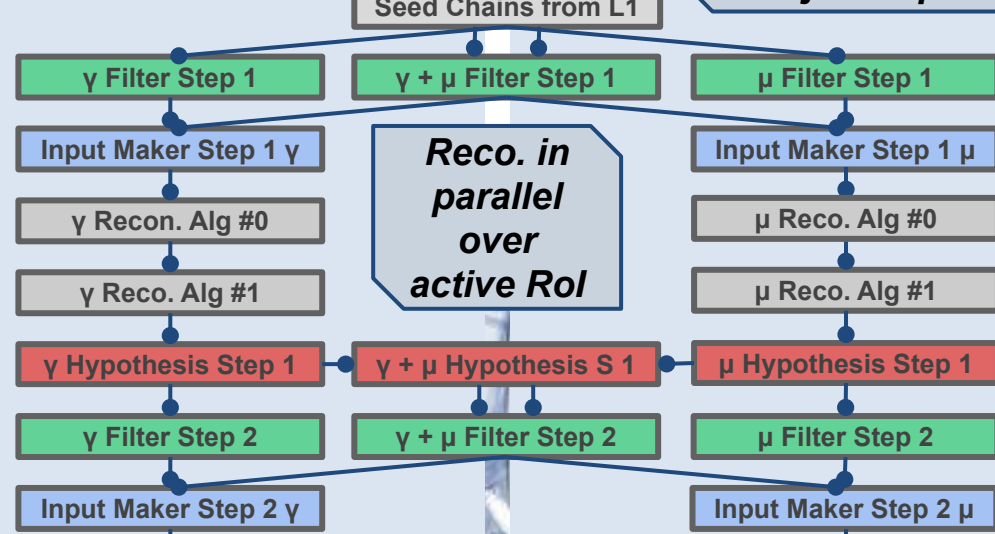 Seed Chains from L1
γ Filter Step 1
γ + μ Filter Step 1
μ Filter Step 1
Input Maker Step 1 γ
Input Maker Step 1 μ
Reco. in
parallel
over
active RoI
γ Recon. Alg #0
μ Reco. Alg #0
γ Reco. Alg #1
μ Reco. Alg #1
γ Hypothesis Step 1
γ + μ Hypothesis S 1
μ Hypothesis Step 1
γ Filter Step 2
γ + μ Filter Step 2
μ Filter Step 2
Input Maker Step 2 γ
Input Maker Step 2 μ